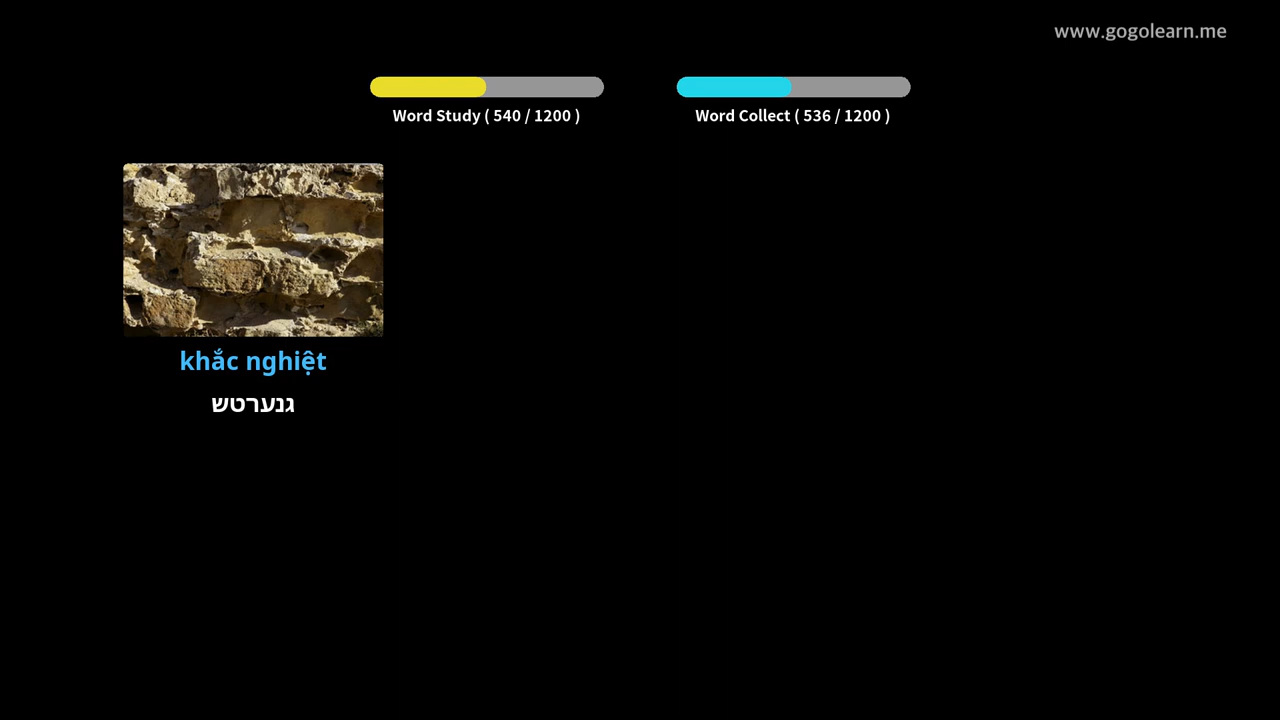 www.gogolearn.me
Word Study ( 540 / 1200 )
Word Collect ( 536 / 1200 )
khắc nghiệt
גנערטש